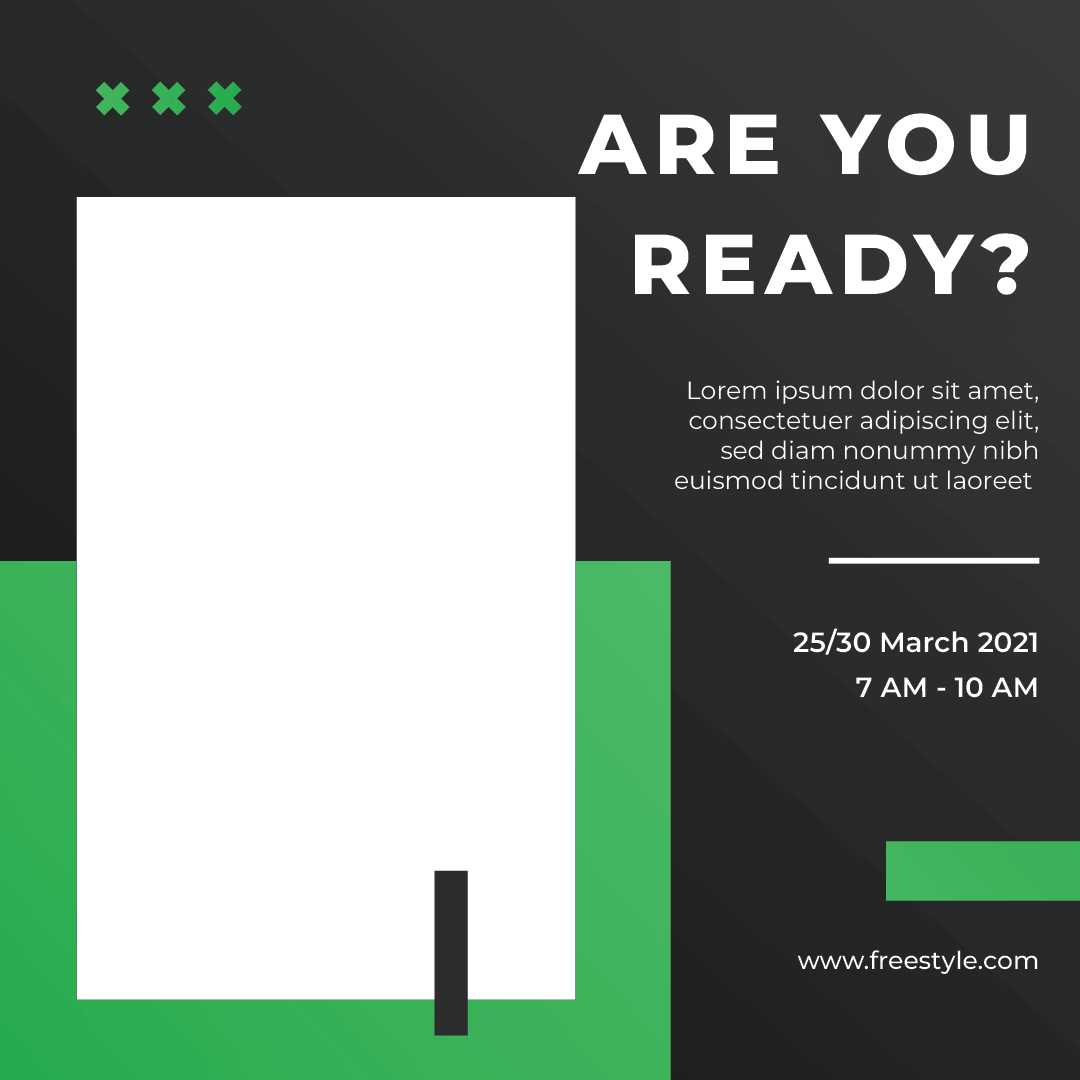 ARE YOU
READY?
Lorem ipsum dolor sit amet,
consectetuer adipiscing elit,
sed diam nonummy nibh
euismod tincidunt ut laoreet
25/30 March 2021
7 AM - 10 AM
www.freestyle.com